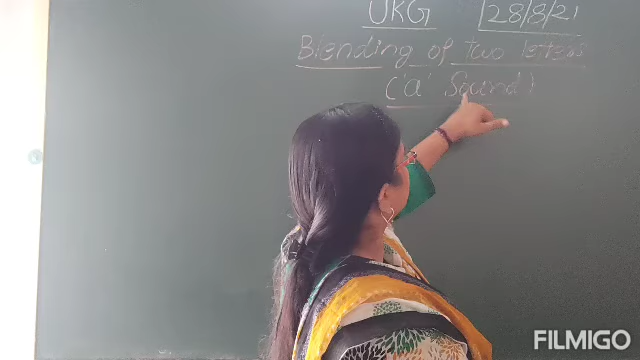 UKG
28/8/21
Blending of two letters
('a' Sound)
FILMIGO